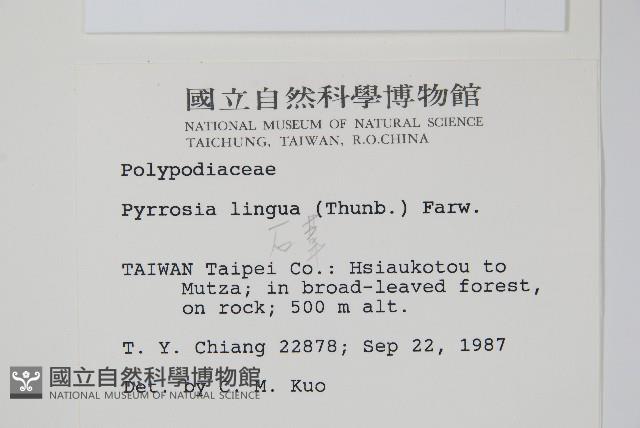 國立自然科學博物館
NATIONAL MUSEUM OF NATURAL SCIENCE
TAICHUNG, TAIWAN, R.O.CHINA
Polypodiaceae
Pyrrosia lingua (Thunb.) Farw.
石葦
TAIWAN Taipei Co.: Hsiaukotou to
Mutza; in broad-leaved forest,
on rock; 500 m alt.
T. Y. Chiang 22878; Sep 22, 1987
Det. by C. M. Kuo
國立自然科學博物館
NATIONAL MUSEUM OF NATURAL SCIENCE